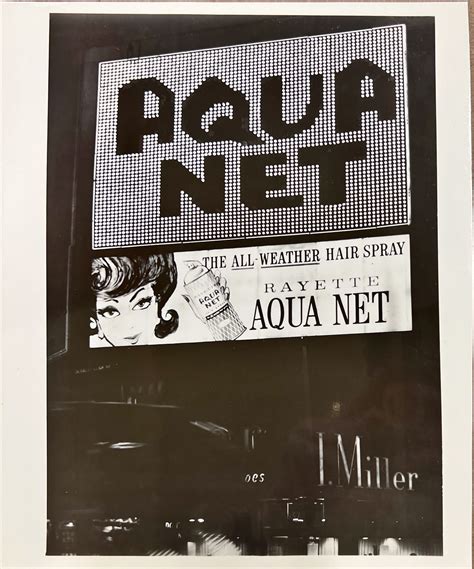 AQUA
NET
THE ALL-WEATHER HAIR SPRAY
RAYETTE
AQUA NET
AQUA
NET
oes
I.Miller